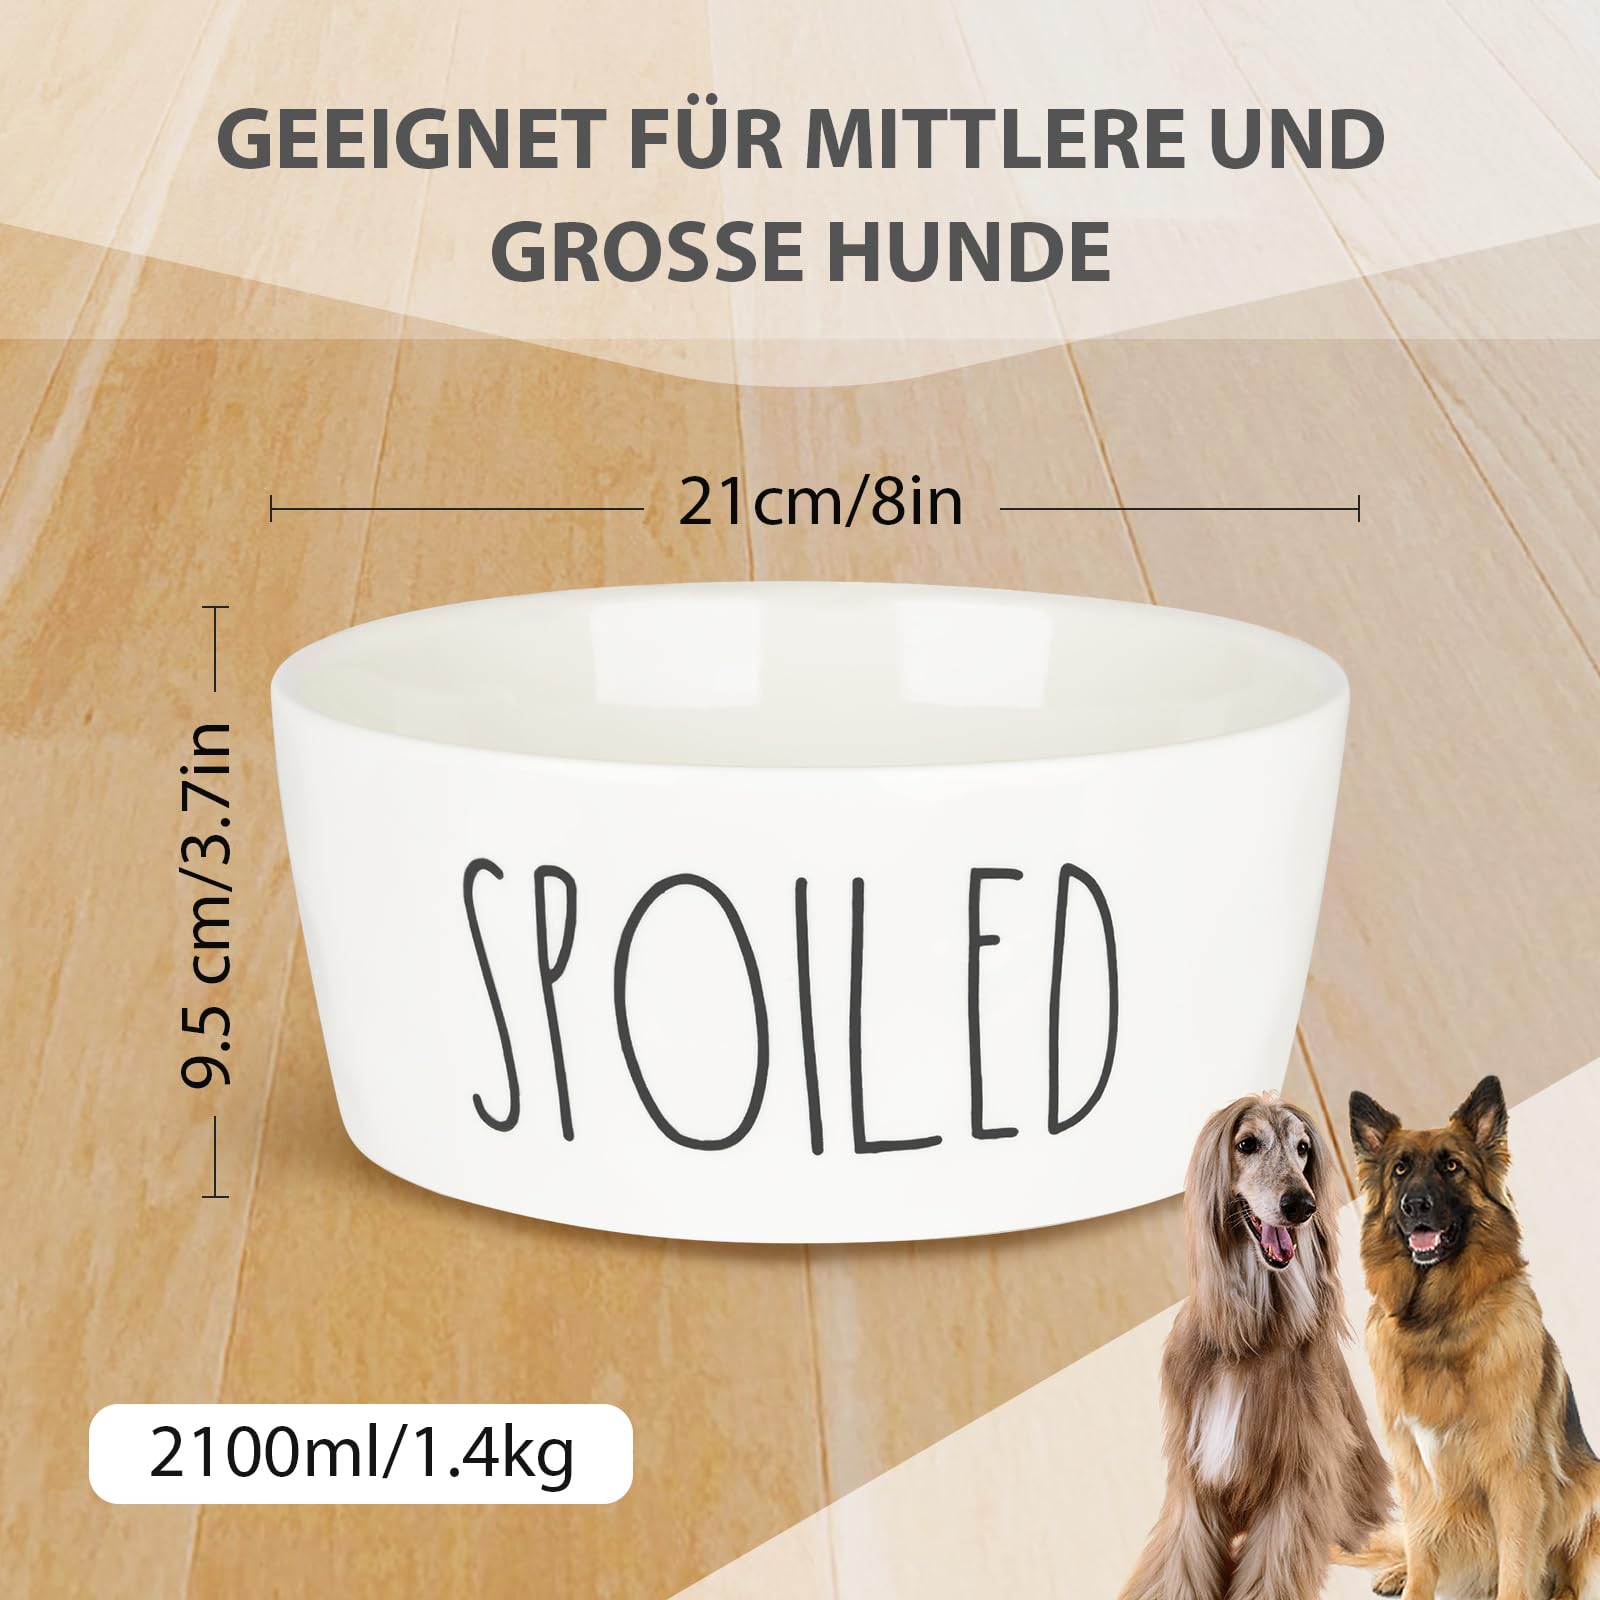 GEEIGNET FÜR MITTLERE UND
GROSSE HUNDE
21cm/8in
9.5 cm/3.7in
SPOILED
2100ml/1.4kg